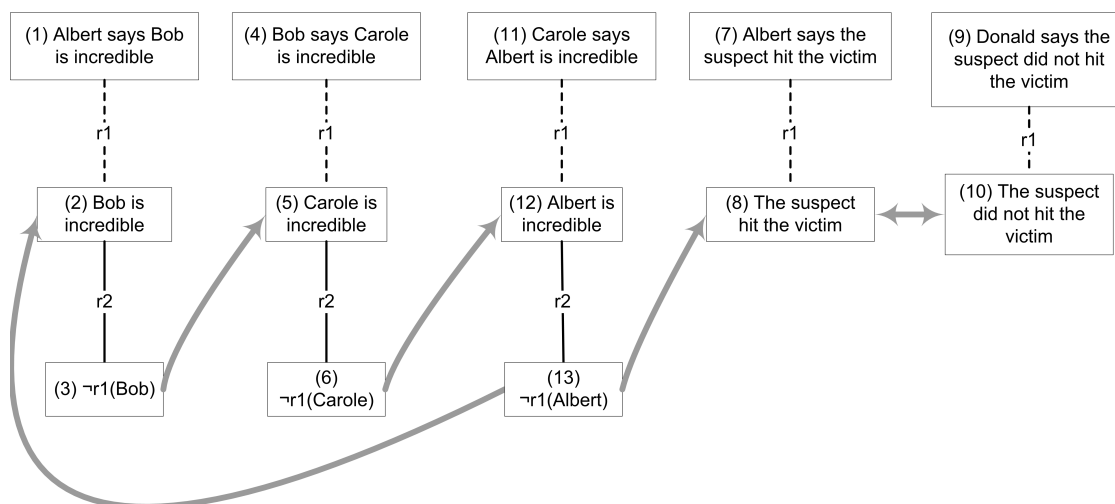 (1) Albert says Bob
is incredible
(4) Bob says Carole
is incredible
(11) Carole says
Albert is incredible
(7) Albert says the
suspect hit the victim
(9) Donald says the
suspect did not hit
the victim
r1
r1
r1
r1
r1
(2) Bob is
incredible
(5) Carole is
incredible
(12) Albert is
incredible
(8) The suspect
hit the victim
(10) The suspect
did not hit the
victim
r2
r2
r2
(3) ¬r1(Bob)
(6)
¬r1(Carole)
(13)
¬r1(Albert)